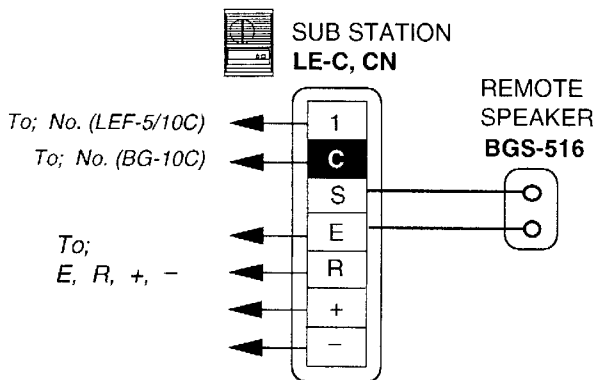 SUB STATION
LE-C, CN
REMOTE
SPEAKER
BGS-516
To; No. (LEF-5/10C)
To; No. (BG-10C)
To;
E, R, +, −
1
C
S
E
R
+
−